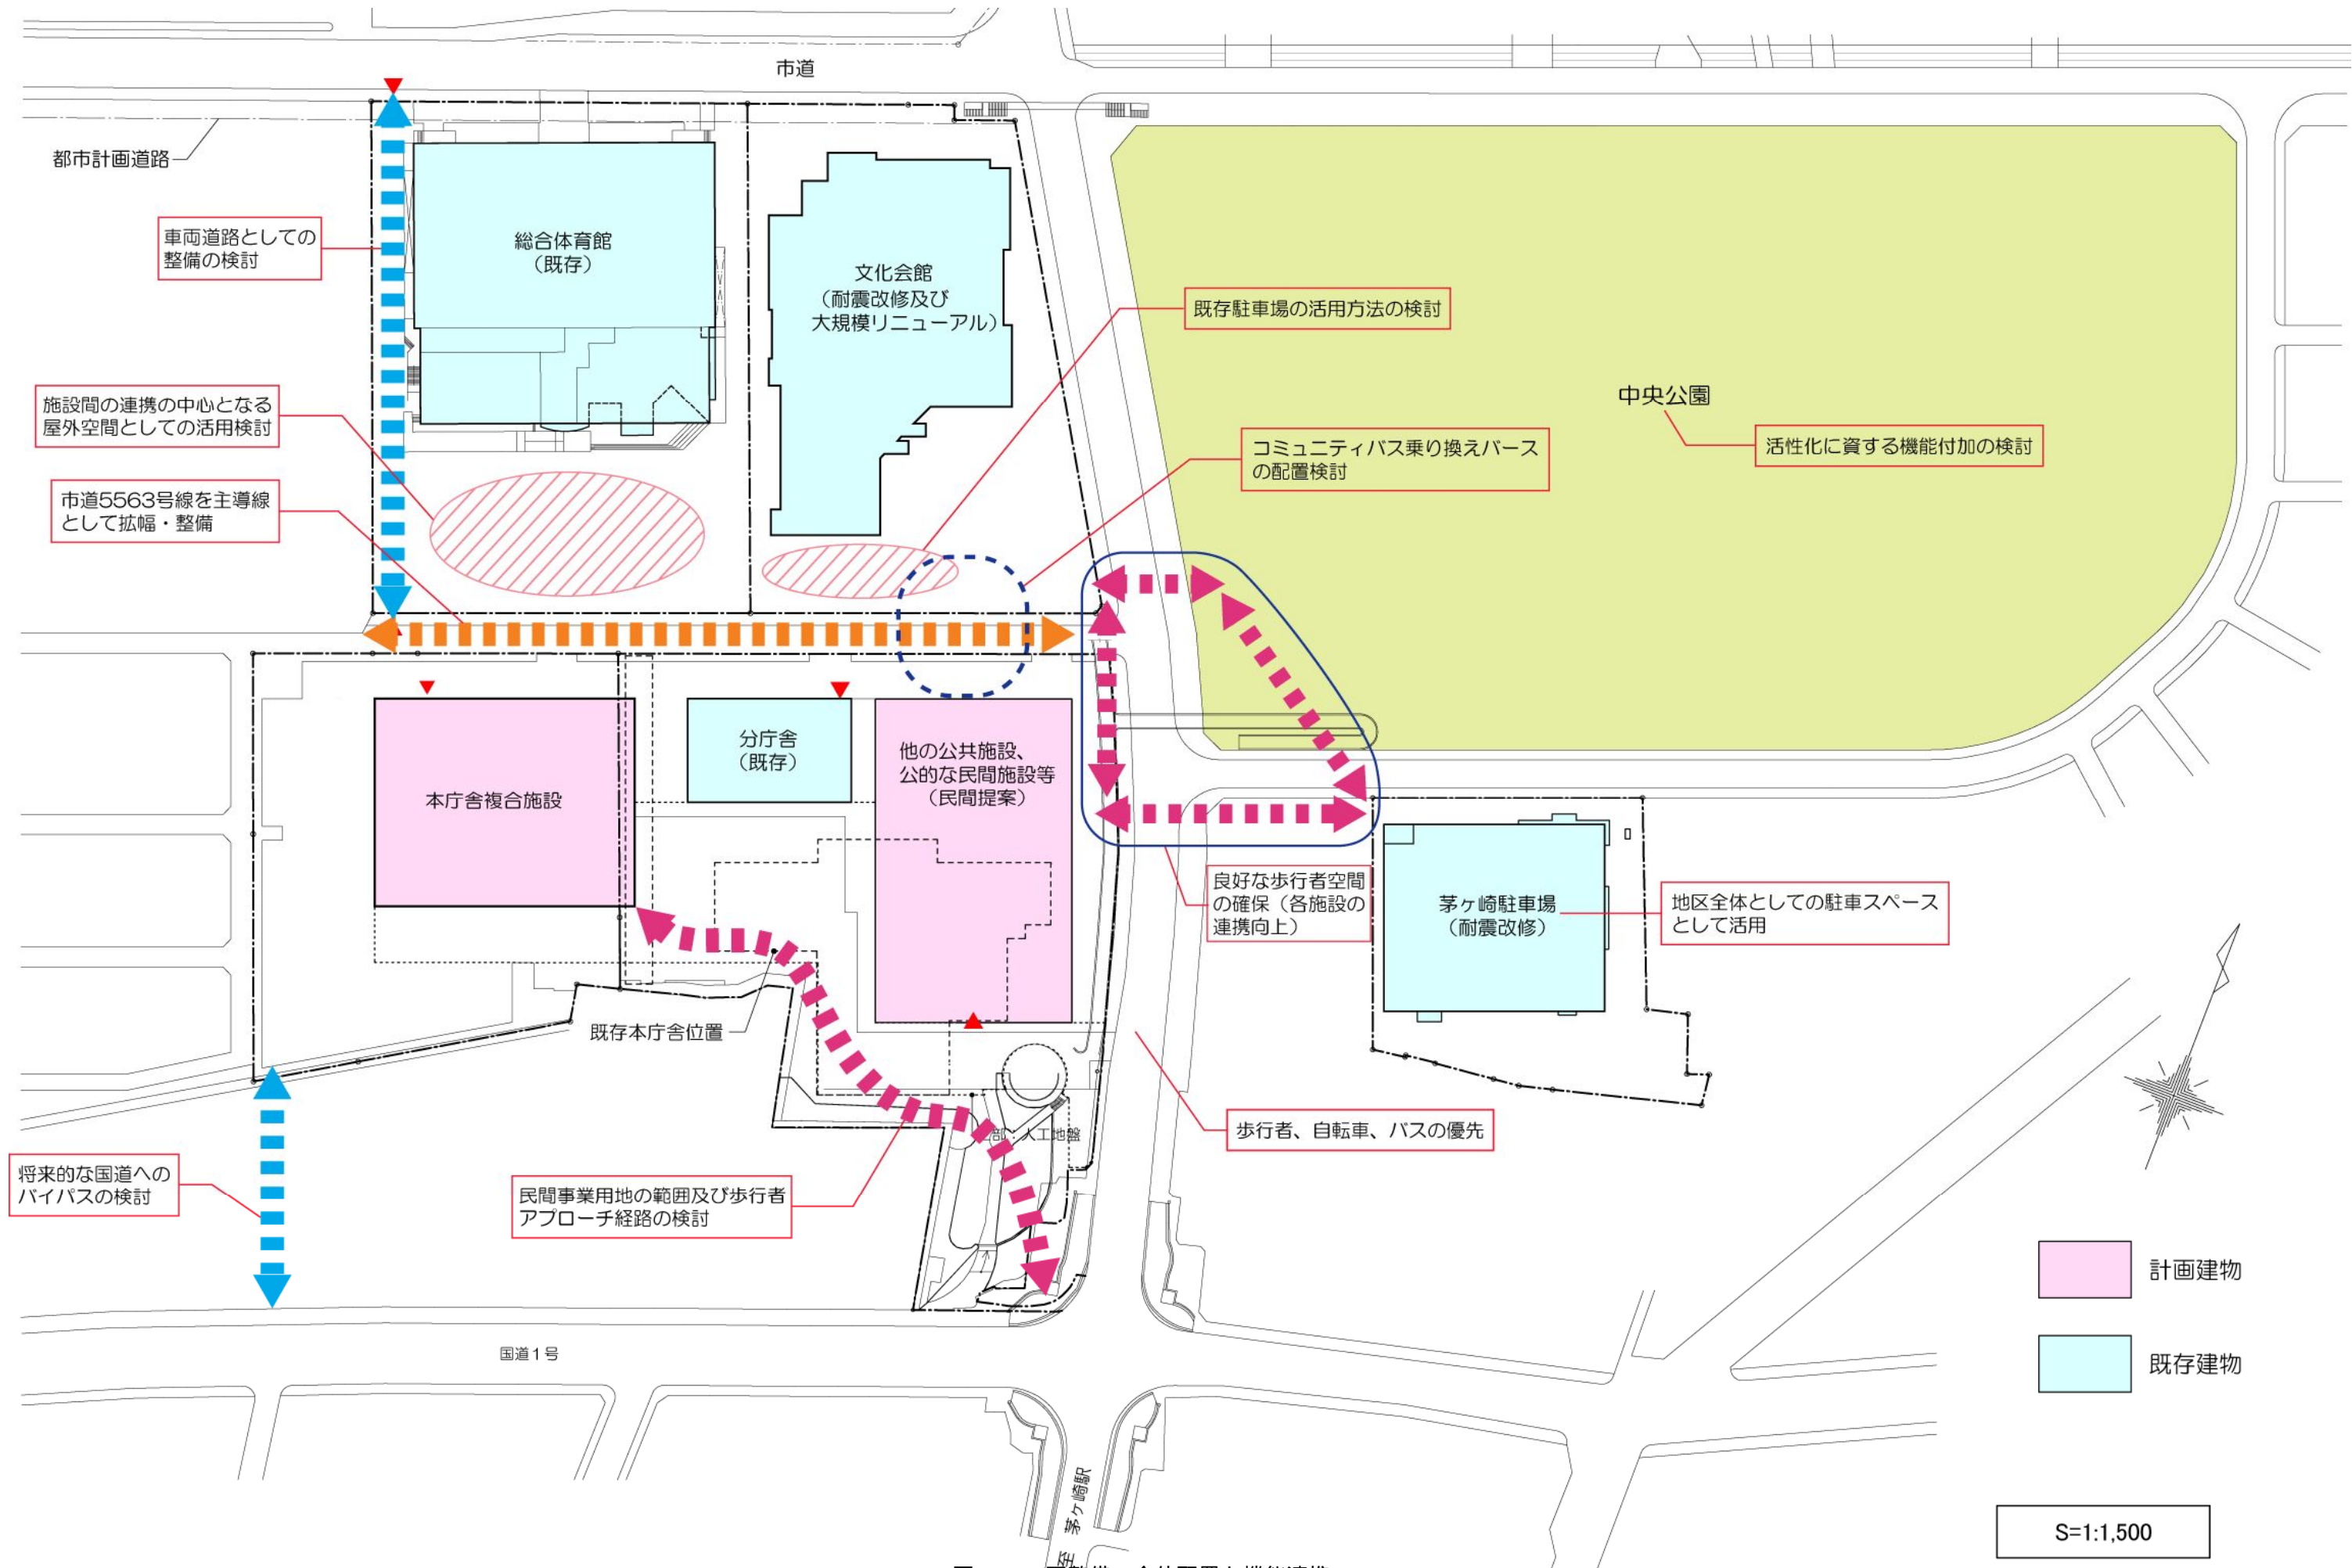 市道
都市計画道路
車両道路としての
整備の検討
総合体育館
（既存）
文化会館
（耐震改修及び
大規模リニューアル）
既存駐車場の活用方法の検討
施設間の連携の中心となる
屋外空間としての活用検討
中央公園
活性化に資する機能付加の検討
コミュニティバス乗り換えバース
の配置検討
市道5563号線を主導線
として拡幅・整備
本庁舎複合施設
分庁舎
（既存）
他の公共施設、
公的な民間施設等
（民間提案）
良好な歩行者空間
の確保（各施設の
連携向上）
茅ヶ崎駐車場
（耐震改修）
地区全体としての駐車スペース
として活用
既存本庁舎位置
人工地盤
歩行者、自転車、バスの優先
将来的な国道への
バイパスの検討
民間事業用地の範囲及び歩行者
アプローチ経路の検討
計画建物
既存建物
国道１号
至 茅ヶ崎駅
S=1:1,500